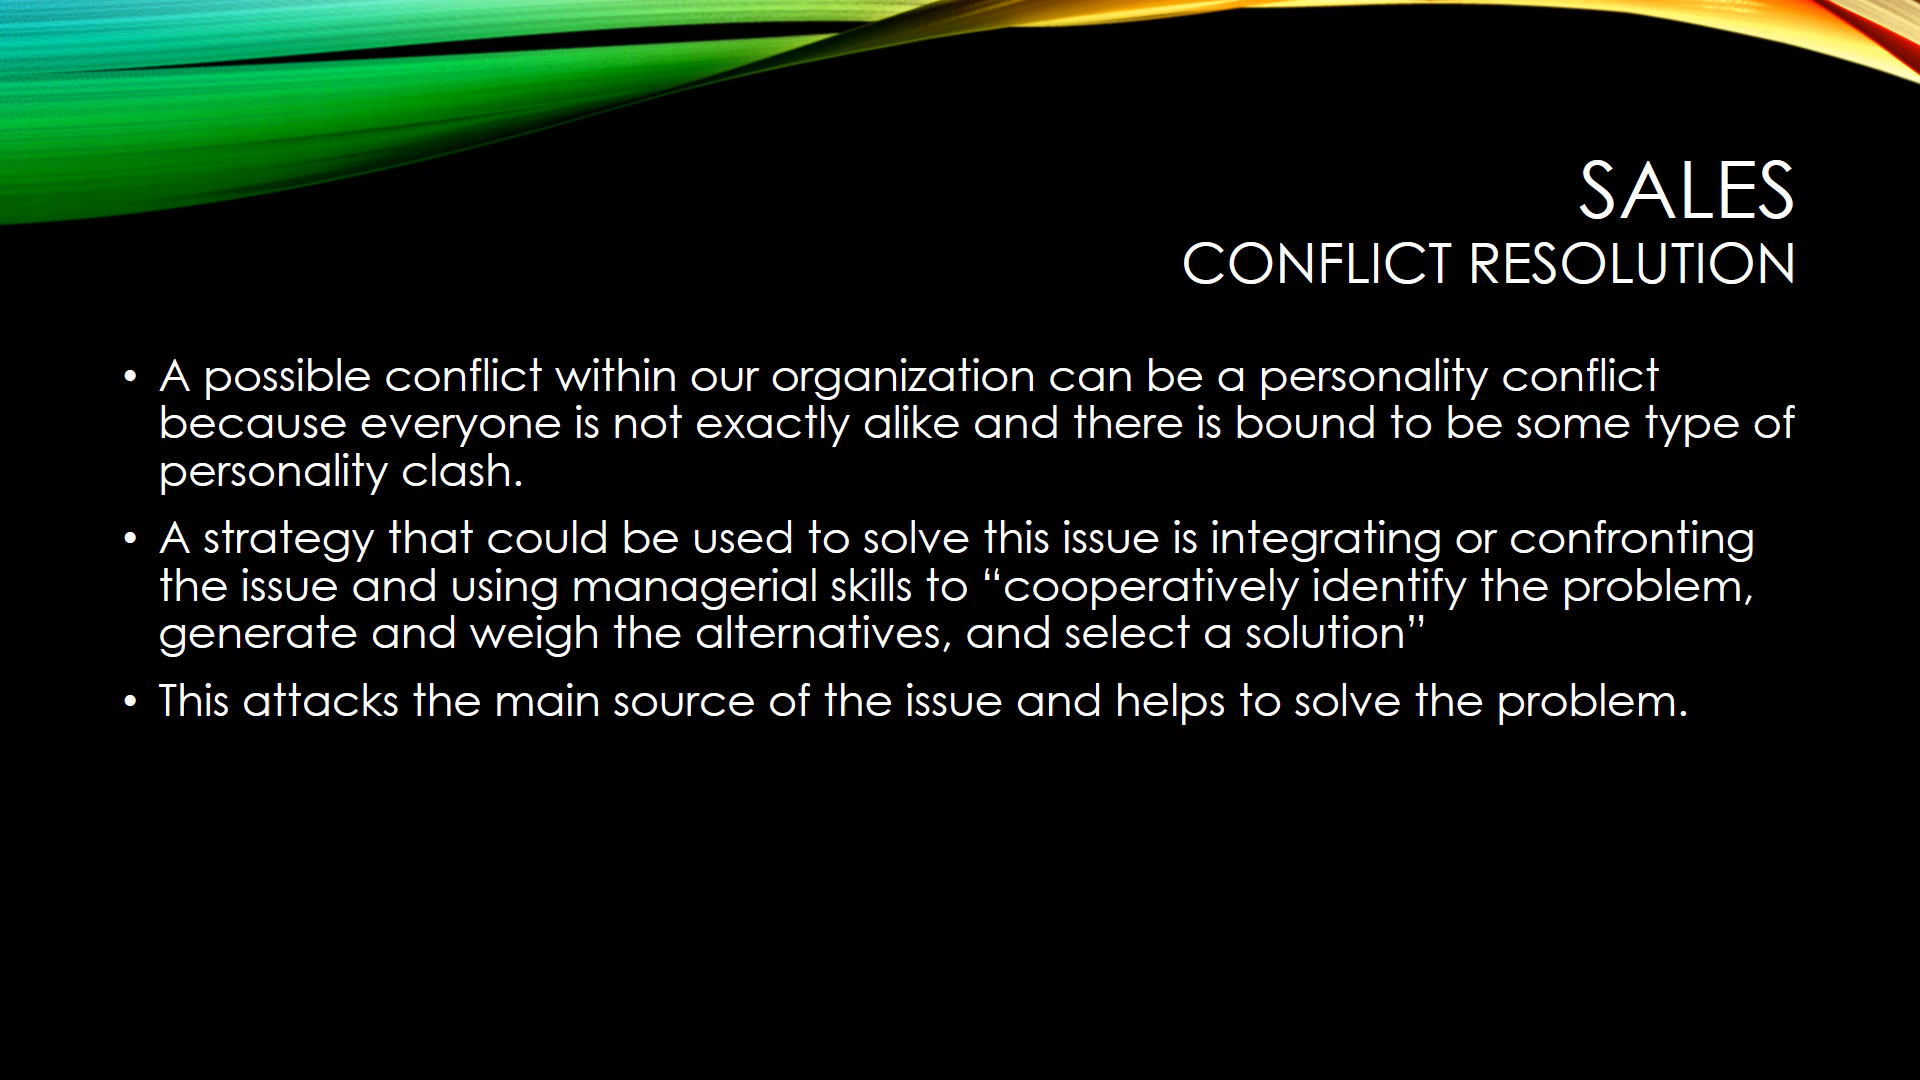 SALES
CONFLICT RESOLUTION
• A possible conflict within our organization can be a personality conflict
because everyone is not exactly alike and there is bound to be some type of
personality clash.
• A strategy that could be used to solve this issue is integrating or confronting
the issue and using managerial skills to “cooperatively identify the problem,
generate and weigh the alternatives, and select a solution”
• This attacks the main source of the issue and helps to solve the problem.